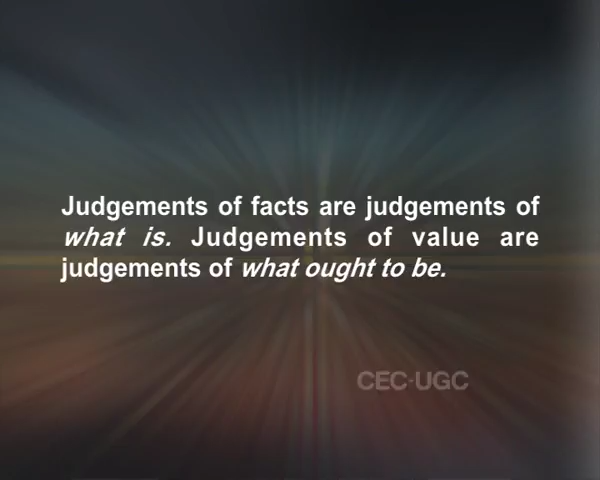 Judgements of facts are judgements of
what is. Judgements of value are
judgements of what ought to be.
CEC-UGC